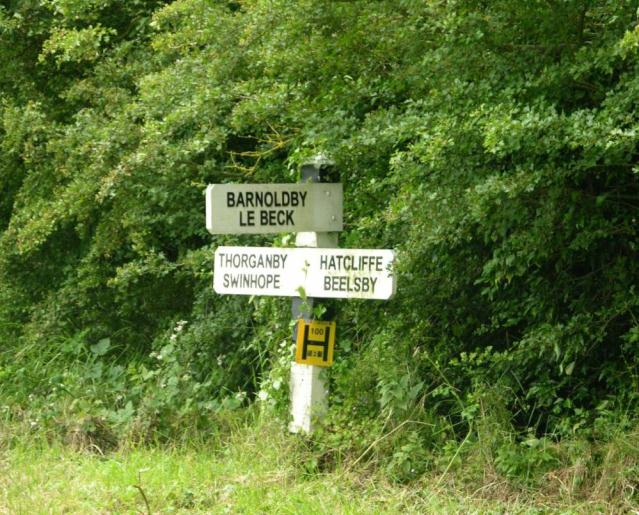 BARNOLDBY
LE BECK
THORGANBY
SWINHOPE
HATCLIFFE
BEELSBY
100
H